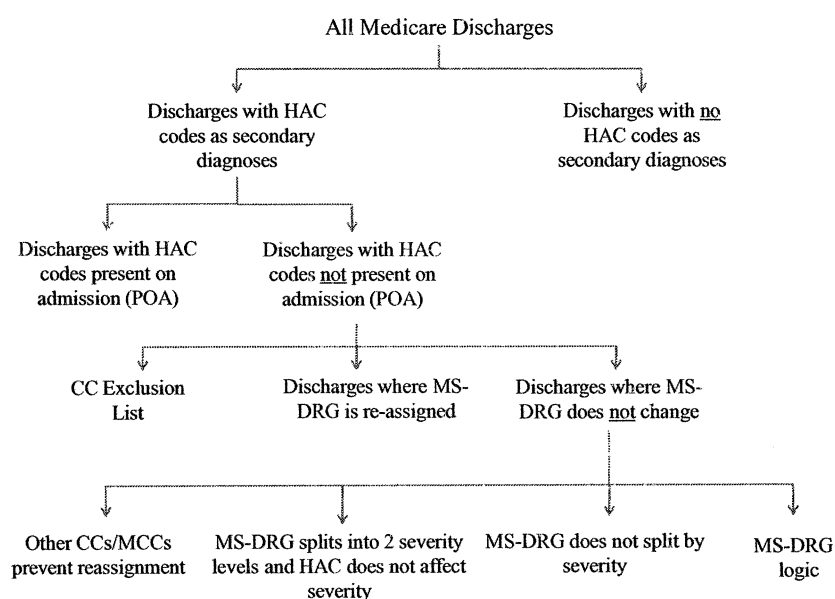 All Medicare Discharges
Discharges with HAC
codes as secondary
diagnoses
Discharges with no
HAC codes as
secondary diagnoses
Discharges with HAC
codes present on
admission (POA)
Discharges with HAC
codes not present on
admission (POA)
CC Exclusion
List
Discharges where MS-
DRG is re-assigned
Discharges where MS-
DRG does not change
Other CCs/MCCs
prevent reassignment
MS-DRG splits into 2 severity
levels and HAC does not affect
severity
MS-DRG does not split by
severity
MS-DRG
logic